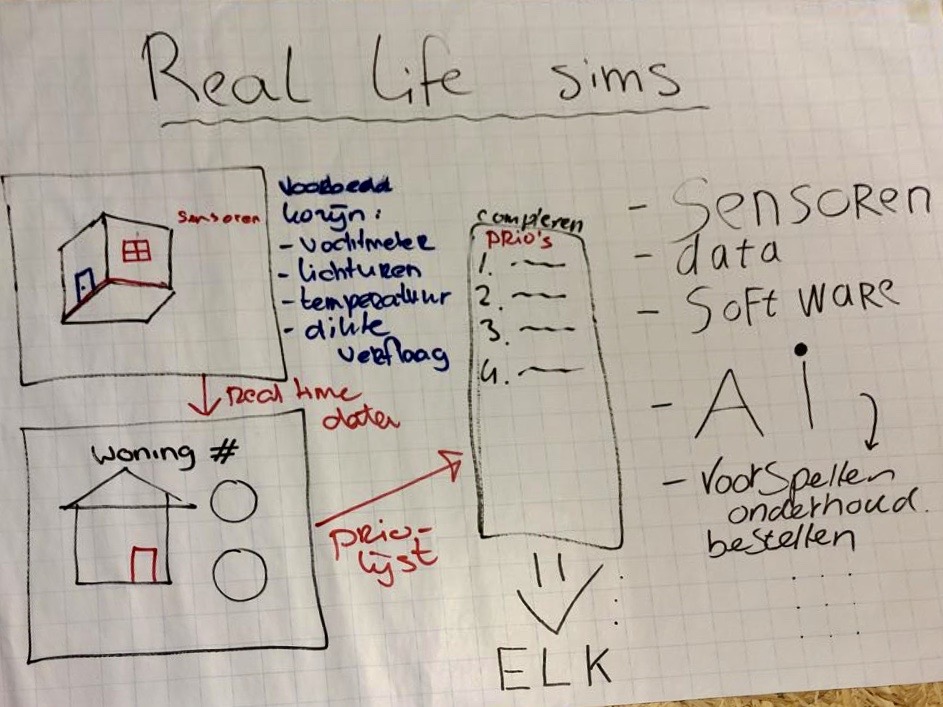 Real life sims
sensoren
Voorbeeld
kozijn:
- vochtmeter
- lichturen
- temperatuur
- dikte
verflaag
Real time
data
Woning #
prio-
lijst
compleren
PRIO's
1.
2.
3.
4.
ELK
- Sensoren
- data
- Software
- Ai
- voorspellen
onderhoud.
bestellen